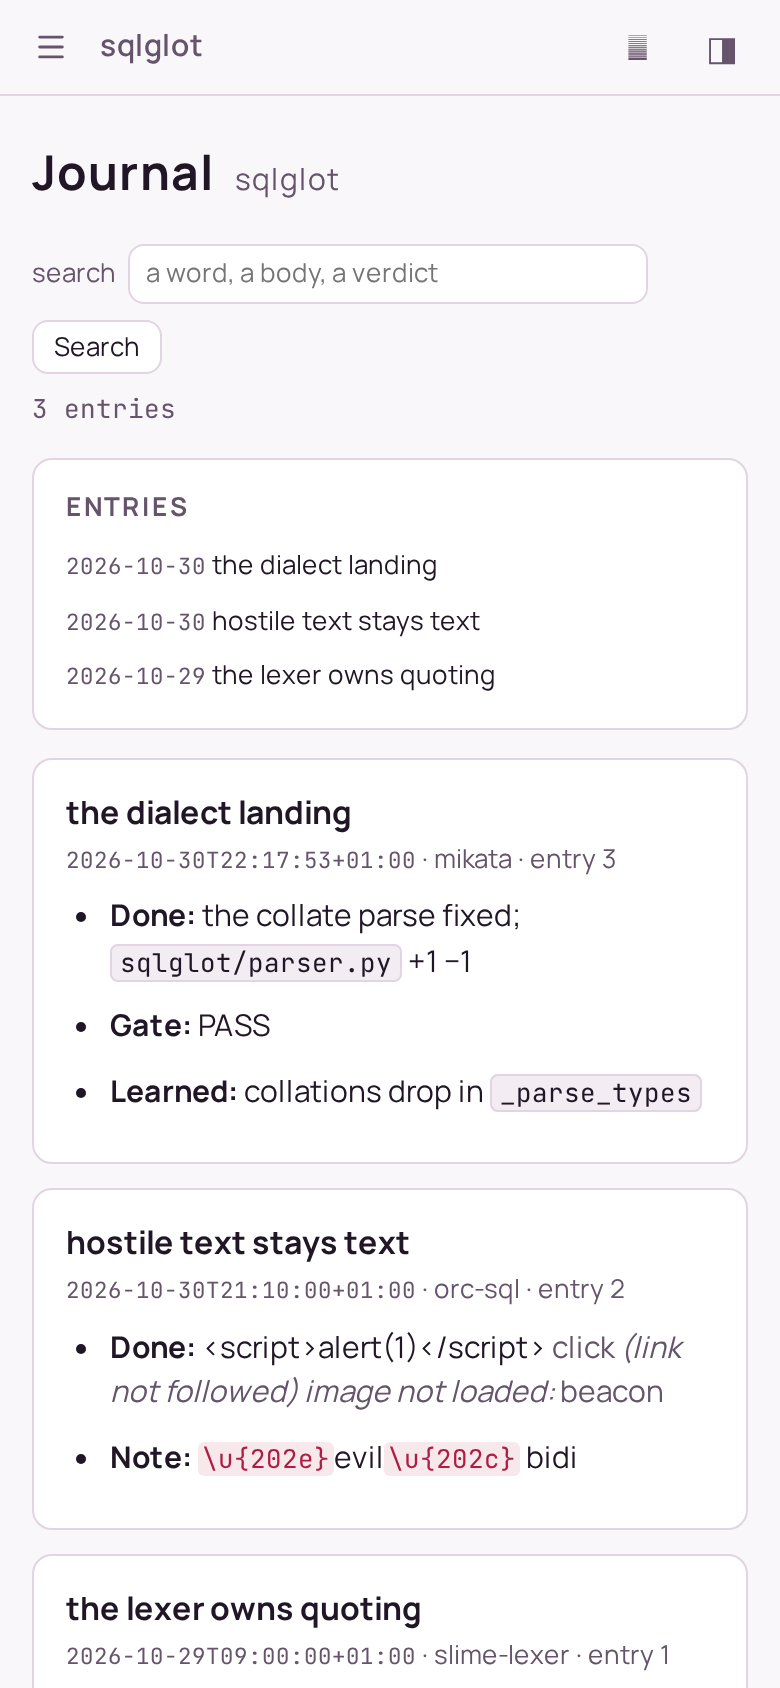 sqlglot
Journal sqlglot
search a word, a body, a verdict
Search
3 entries
ENTRIES
2026-10-30 the dialect landing
2026-10-30 hostile text stays text
2026-10-29 the lexer owns quoting
the dialect landing
2026-10-30T22:17:53+01:00 · mikata · entry 3
• Done: the collate parse fixed;
sqlglot/parser.py +1 −1
• Gate: PASS
• Learned: collations drop in _parse_types
hostile text stays text
2026-10-30T21:10:00+01:00 · orc-sql · entry 2
• Done: <script>alert(1)</script> click (link
not followed) image not loaded: beacon
• Note: \u{202e}evil\u{202c} bidi
the lexer owns quoting
2026-10-29T09:00:00+01:00 · slime-lexer · entry 1